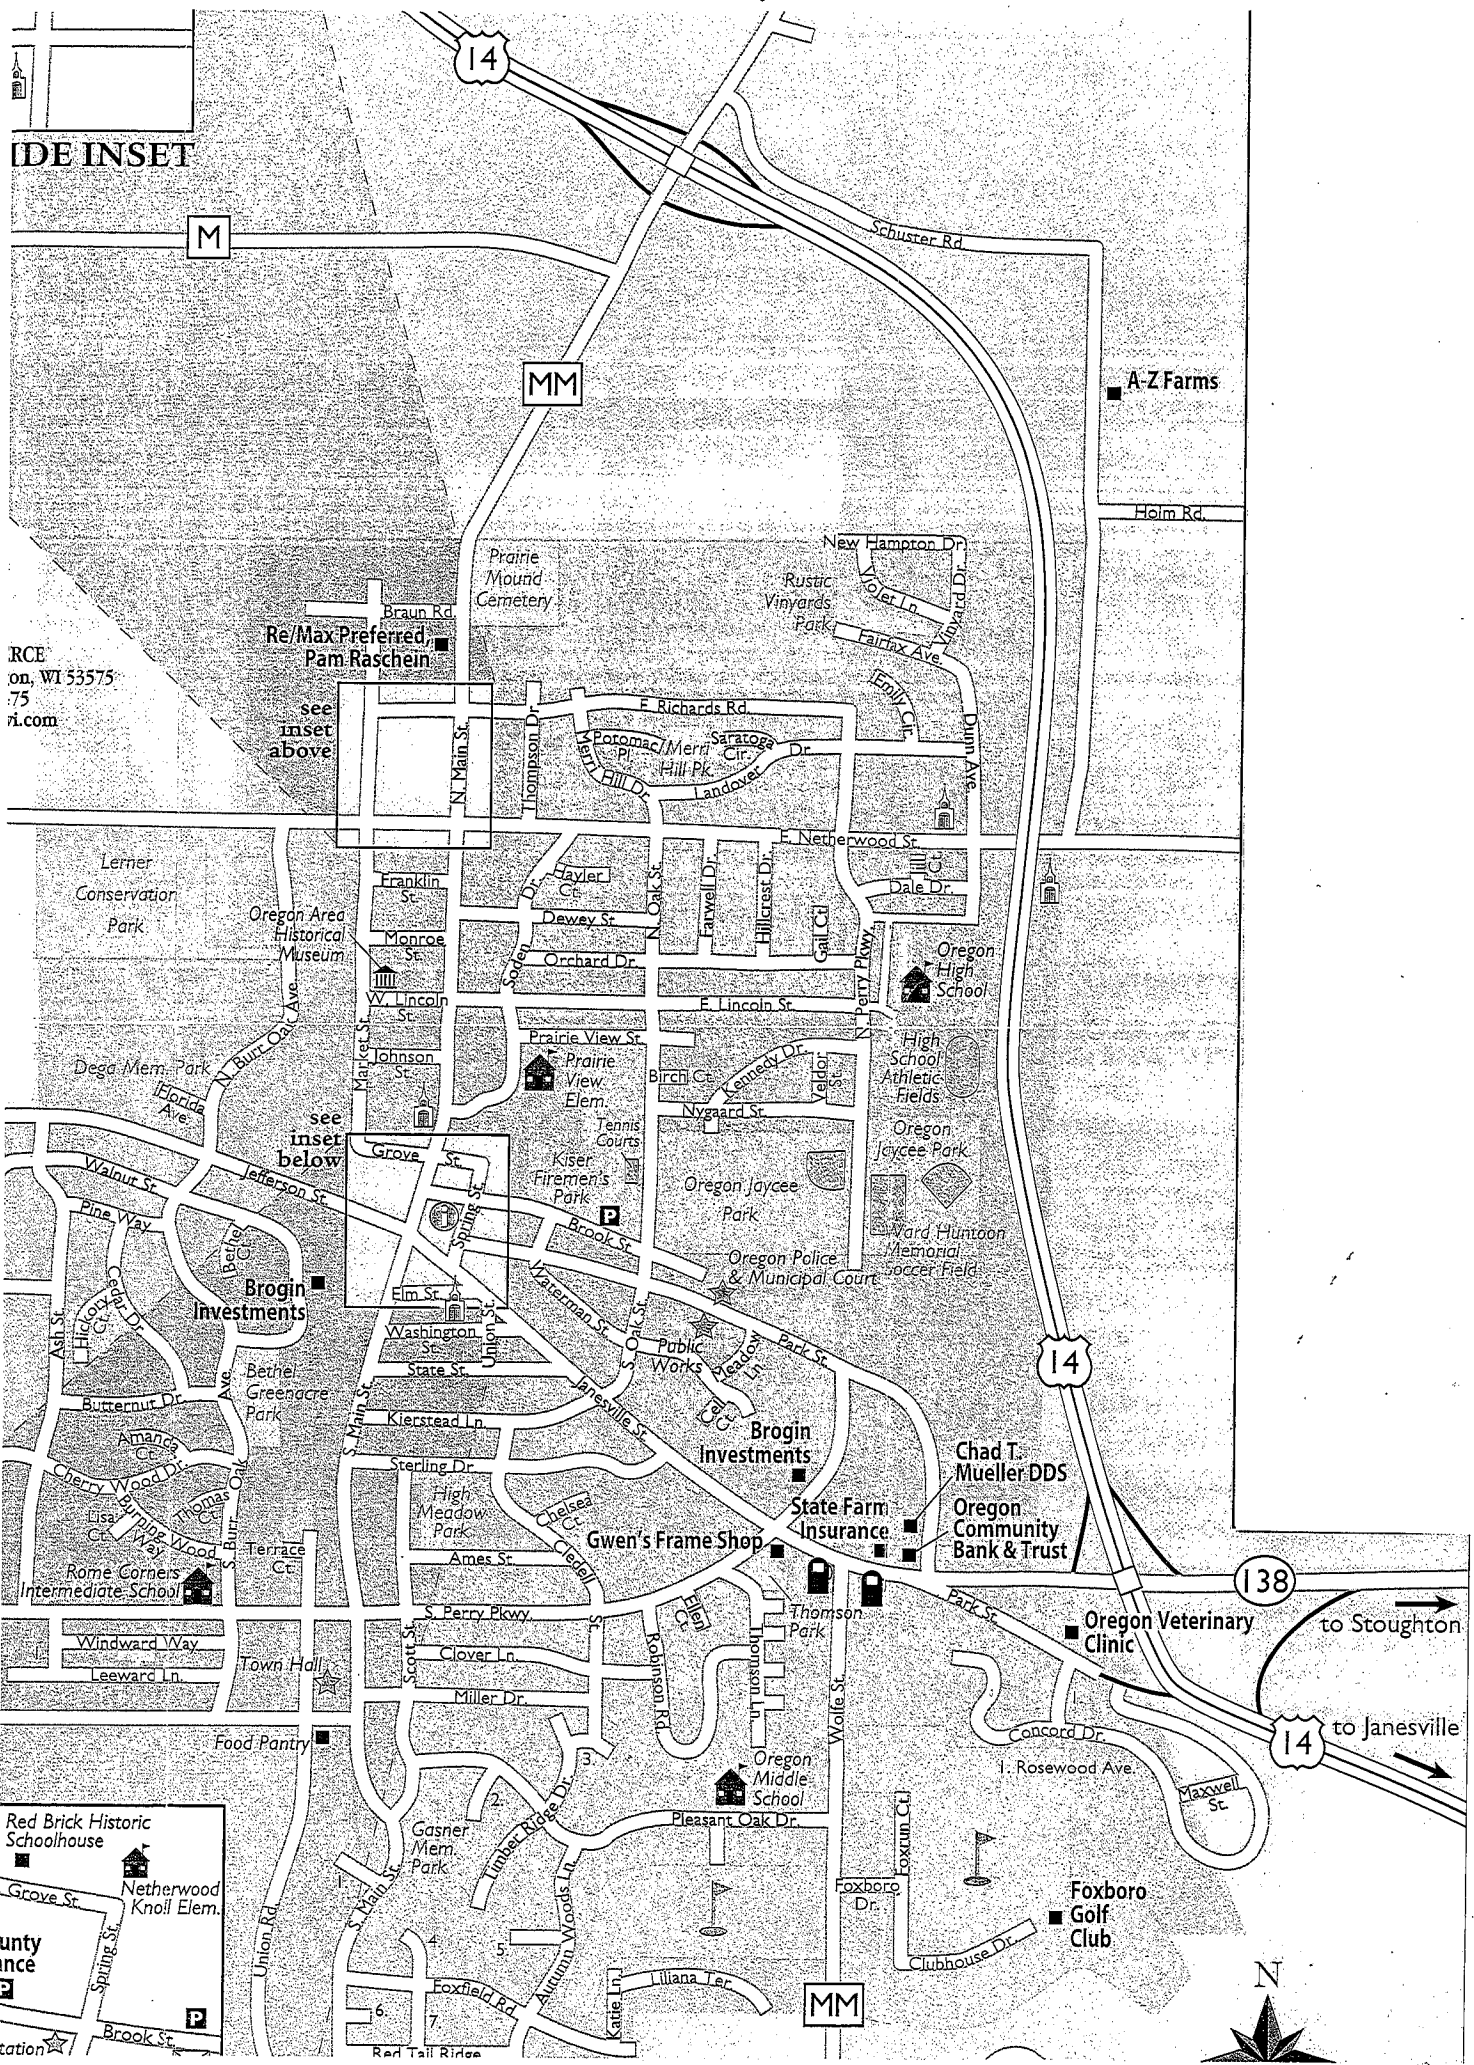 14
IDE INSET
M
Schuster Rd.
MM
A-Z Farms
Holm Rd.
New Hampton Dr.
Prairie
Mound
Cemetery
Rustic
Vinyards
Park
Violet Ln.
Vinyard Dr.
Braun Rd.
Fairfax Ave.
Re/Max Preferred,
Pam Raschein
RCE
on, WI 53575
75
vi.com
see
inset
above
Emily Cir.
E. Richards Rd.
N. Main St.
Thompson Dr.
Merri Hill Dr.
Potomac
Pl.
Merri
Hill Pk.
Saratoga
Cir.
Landover Dr.
Dunn Ave.
E. Netherwood St.
Lerner
Conservation
Park
Franklin
St.
Hayler
Ct.
Soden Dr.
N. Oak St.
Farwell Dr.
Hillcrest Dr.
Jill
Ct.
Dale Dr.
Dewey St.
Gail Ct.
Oregon Area
Historical
Museum
Monroe
St.
Orchard Dr.
N. Perry Pkwy.
Oregon
High
School
W. Lincoln
St.
E. Lincoln St.
N. Burr Oak Ave.
Market St.
Johnson
St.
Prairie View St.
Prairie
View
Elem.
Birch Ct.
Kennedy Dr.
Veldor
St.
High
School
Athletic
Fields
Dega Mem. Park
Florida
Ave.
Nygaard St.
see
inset
below
Tennis
Courts
Oregon
Jaycee Park
Grove St.
Kiser
Firemen's
Park
Oregon Jaycee
Park
Walnut St.
Jefferson St.
Spring St.
P
Brook St.
Pine Way
Bethel
Ct.
Ward Huntoon
Memorial
Soccer Field
Oregon Police
& Municipal Court
Brogin
Investments
Cedar Dr.
Hickory
Ct.
Ash St.
Elm St.
Waterman St.
Washington
St.
Union St.
S. Oak St.
Public
Works
Meadow
Ln.
Park St.
14
State St.
Bethel
Greenacre
Park
Butternut Dr.
Ave.
Janesville St.
Cell
Ct.
S. Main St.
Kierstead Ln.
Brogin
Investments
Chad T.
Mueller DDS
Amanda
Ct.
Cherry Wood Dr.
Sterling Dr.
High
Meadow
Park
Chelsea
Ct.
State Farm
Insurance
Oregon
Community
Bank & Trust
Thomas
Ct.
Lisa
Ct.
Burning Wood
Way
S. Burr Oak
Terrace
Ct.
Gwen's Frame Shop
Ames St.
Cledell St.
138
Rome Corners
Intermediate School
Park St.
to Stoughton
S. Perry Pkwy.
Ellen
Ct.
Thomson
Park
Oregon Veterinary
Clinic
Windward Way
Leeward Ln.
Town Hall
Scott St.
Clover Ln.
Robinson Rd.
Thomson Ln.
Wolfe St.
1.
Miller Dr.
Concord Dr.
14
to Janesville
Food Pantry
3.
Oregon
Middle
School
1. Rosewood Ave.
Maxwell
St.
2.
Timber Ridge Dr.
Pleasant Oak Dr.
Red Brick Historic
Schoolhouse
Gasner
Mem.
Park
Foxrun Ct.
Netherwood
Knoll Elem.
Grove St.
1.
S. Main St.
Foxboro
Dr.
Foxboro
Golf
Club
Union Rd.
Autumn Woods Ln.
Spring St.
unty
nce
4.
5.
Clubhouse Dr.
P
P
Liliana Ter.
Foxfield Rd.
Katie Ln.
MM
N
6.
7.
Brook St.
tation
Red Tail Ridge